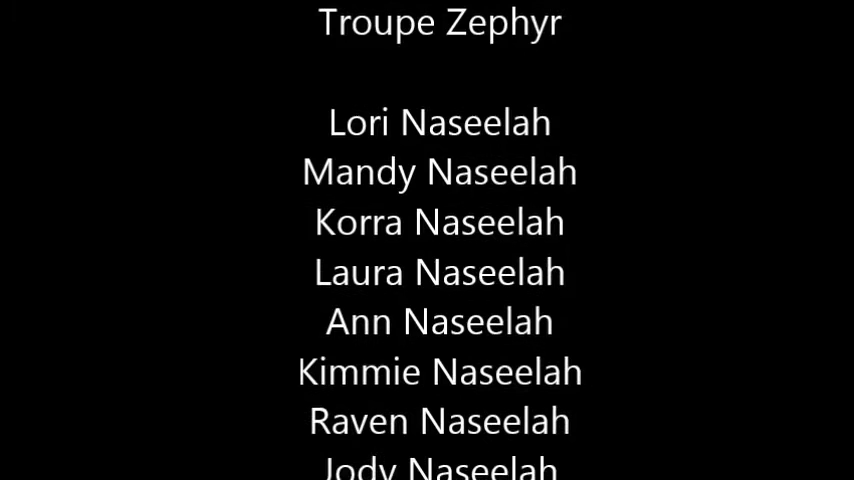 Troupe Zephyr
Lori Naseelah
Mandy Naseelah
Korra Naseelah
Laura Naseelah
Ann Naseelah
Kimmie Naseelah
Raven Naseelah
Jody Naseelah